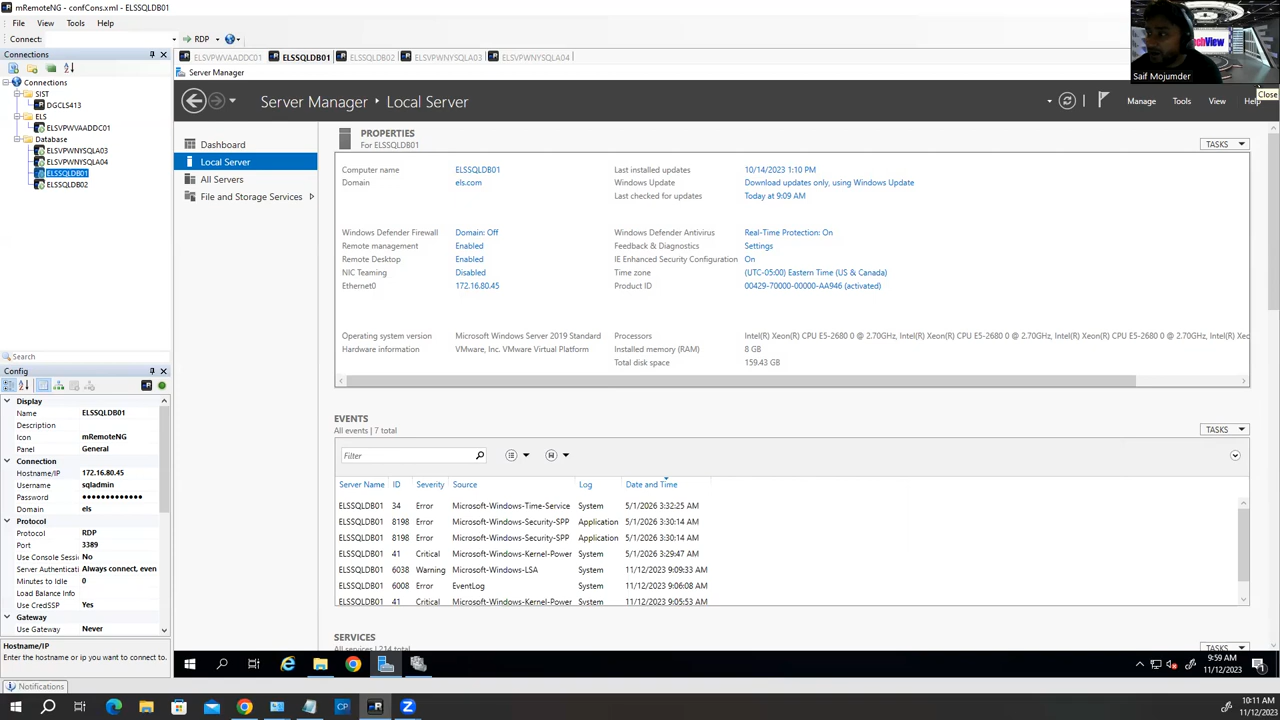 mRemoteNG - confCons.xml - ELSSQLDB01
File View Tools Help
Connect: RDP
Connections
Connections
SIST
DGCLS413
ELS
ELSVPWVAADDC01
Database
ELSVPWVNYSQLA03
ELSVPWVNYSQLA04
ELSSQLDB01
ELSSQLDB02
Search
Config
Display
Name ELSSQLDB01
Description
Icon mRemoteNG
Panel General
Connection
Hostname/IP 172.16.80.45
Username sqladmin
Password ••••••••••••
Domain els
Protocol
Protocol RDP
Port 3389
Use Console Sessi No
Server Authenticati Always connect, even
Minutes to Idle 0
Load Balance Info
Use CredSSP Yes
Gateway
Use Gateway Never
Hostname/IP
Enter the hostname or ip you want to connect to.
Notifications
ELSVPWVAADDC01 ELSSQLDB01 ELSSQLDB02 ELSVPWNYSQLA03 ELSVPWNYSQLA04
Server Manager
Server Manager • Local Server
Manage Tools View Help
Saif Mojumder
Close
Dashboard
Local Server
All Servers
File and Storage Services
PROPERTIES
For ELSSQLDB01
TASKS
Computer name ELSSQLDB01 Last installed updates 10/14/2023 1:10 PM
Domain els.com Windows Update Download updates only, using Windows Update
Last checked for updates Today at 9:09 AM
Windows Defender Firewall Domain: Off Windows Defender Antivirus Real-Time Protection: On
Remote management Enabled Feedback & Diagnostics Settings
Remote Desktop Enabled IE Enhanced Security Configuration On
NIC Teaming Disabled Time zone (UTC-05:00) Eastern Time (US & Canada)
Ethernet0 172.16.80.45 Product ID 00429-70000-00000-AA946 (activated)
Operating system version Microsoft Windows Server 2019 Standard Processors Intel(R) Xeon(R) CPU E5-2680 0 @ 2.70GHz, Intel(R) Xeon(R) CPU E5-2680 0 @ 2.70GHz, Intel(R) Xeon(R) CPU E5-2680 0 @ 2.70GHz, Intel(R) Xec
Hardware information VMware, Inc. VMware Virtual Platform Installed memory (RAM) 8 GB
Total disk space 159.43 GB
EVENTS
All events | 7 total
TASKS
Filter
Server Name ID Severity Source Log Date and Time
ELSSQLDB01 34 Error Microsoft-Windows-Time-Service System 5/1/2026 3:32:25 AM
ELSSQLDB01 8198 Error Microsoft-Windows-Security-SPP Application 5/1/2026 3:30:14 AM
ELSSQLDB01 8198 Error Microsoft-Windows-Security-SPP Application 5/1/2026 3:30:14 AM
ELSSQLDB01 41 Critical Microsoft-Windows-Kernel-Power System 5/1/2026 3:29:47 AM
ELSSQLDB01 6038 Warning Microsoft-Windows-LSA System 11/12/2023 9:09:33 AM
ELSSQLDB01 6008 Error EventLog System 11/12/2023 9:06:08 AM
ELSSQLDB01 41 Critical Microsoft-Windows-Kernel-Power System 11/12/2023 9:05:53 AM
SERVICES
All services | 214 total
TASKS
9:59 AM
11/12/2023
10:11 AM
11/12/2023